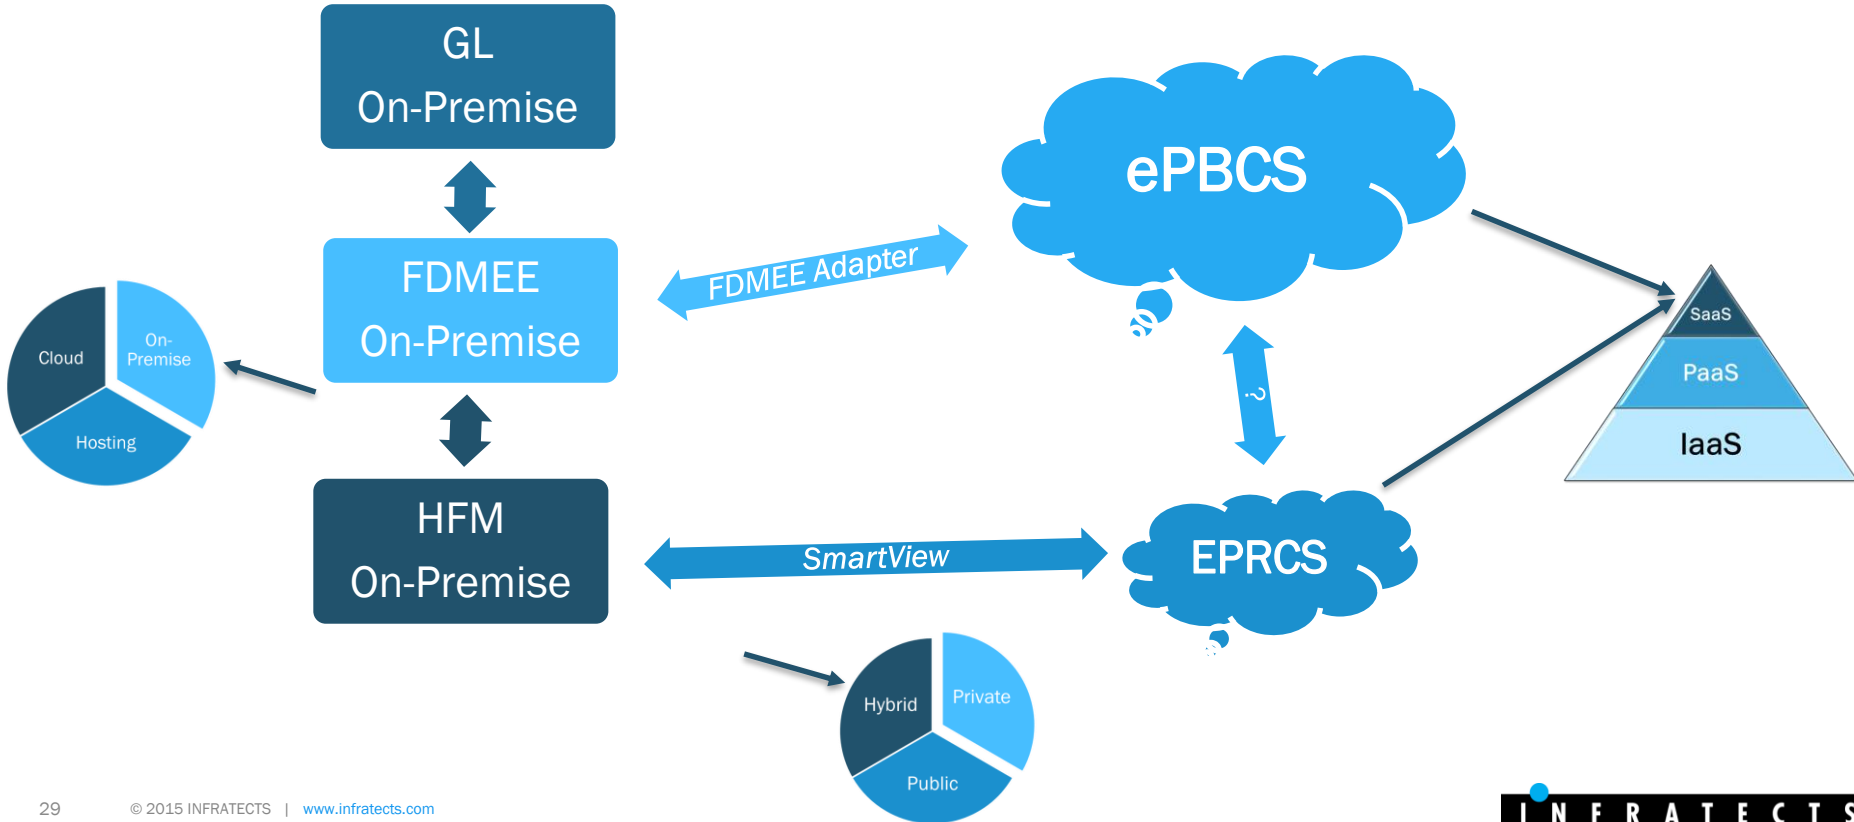 GL
On-Premise
ePBCS
FDMEE
On-Premise
FDMEE Adapter
SaaS
PaaS
IaaS
Cloud
On-
Premise
Hosting
?
HFM
On-Premise
SmartView
EPRCS
Hybrid
Private
Public
29
© 2015 INFRATECTS | www.infratects.com
INFRATECTS